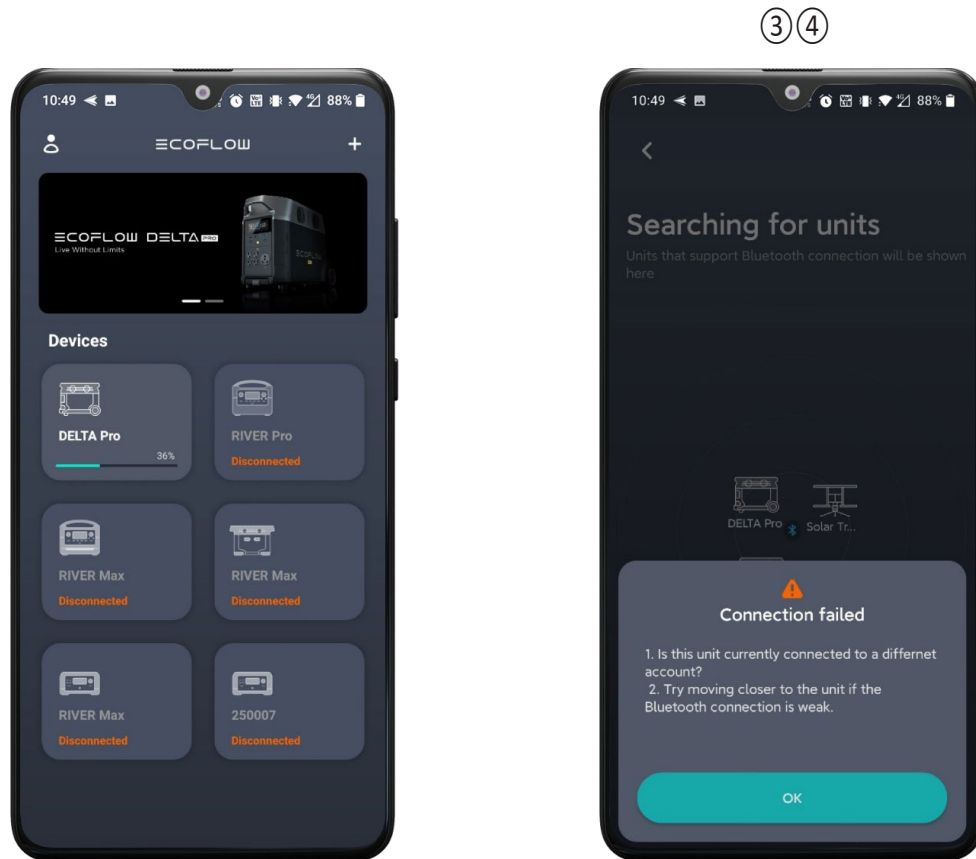 ③④
10:49
88%
ECOFLOW
+
ECOFLOW DELTA PRO
Live Without Limits
Devices
DELTA Pro
36%
RIVER Pro
Disconnected
RIVER Max
Disconnected
RIVER Max
Disconnected
RIVER Max
Disconnected
250007
Disconnected
10:49
88%
Searching for units
Units that support Bluetooth connection will be shown
here
DELTA Pro
Solar Tr...
Connection failed
1. Is this unit currently connected to a differnet
account?
2. Try moving closer to the unit if the
Bluetooth connection is weak.
OK